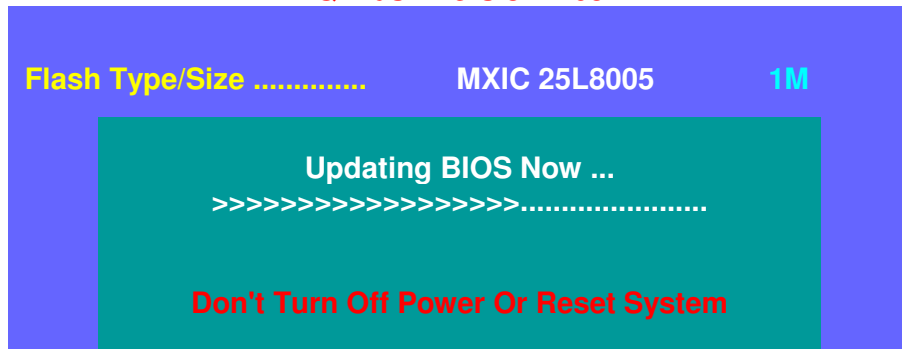 Flash Type/Size .............. MXIC 25L8005 1M
Updating BIOS Now ...
>>>>>>>>>>>>>>>>>>.......................
Don't Turn Off Power Or Reset System